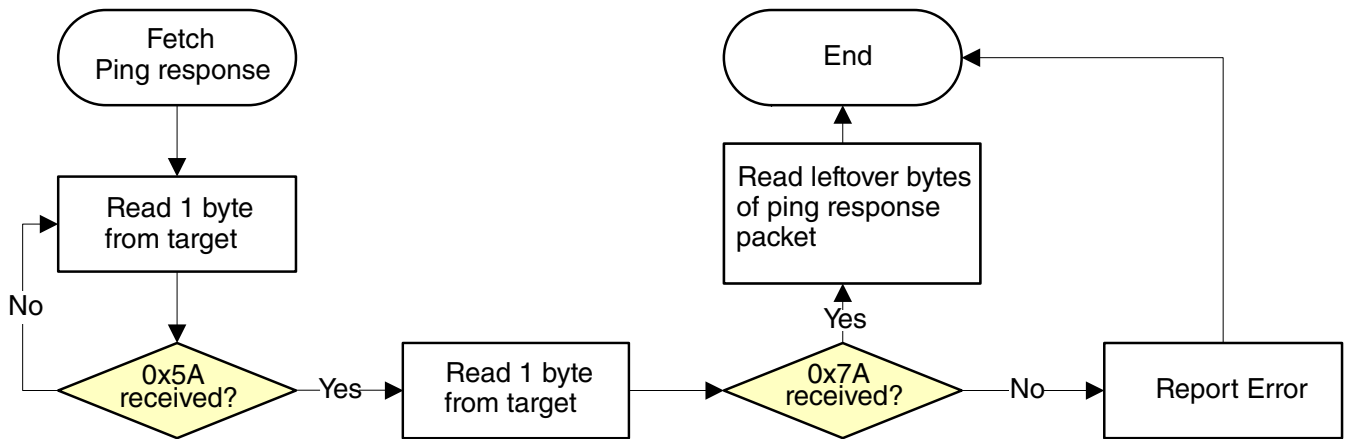 Fetch
Ping response
End
Read 1 byte
from target
Read leftover bytes
of ping response
packet
No
Yes
0x5A
received?
Yes
Read 1 byte
from target
0x7A
received?
No
Report Error